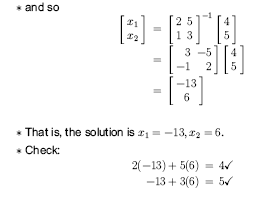 * and so
[x₁ x₂] = [2 5; 1 3]⁻¹ [4; 5]
= [3 −5; −1 2] [4; 5]
= [−13; 6]
* That is, the solution is x₁ = −13, x₂ = 6.
* Check:
2(−13) + 5(6) = 4✓
−13 + 3(6) = 5✓